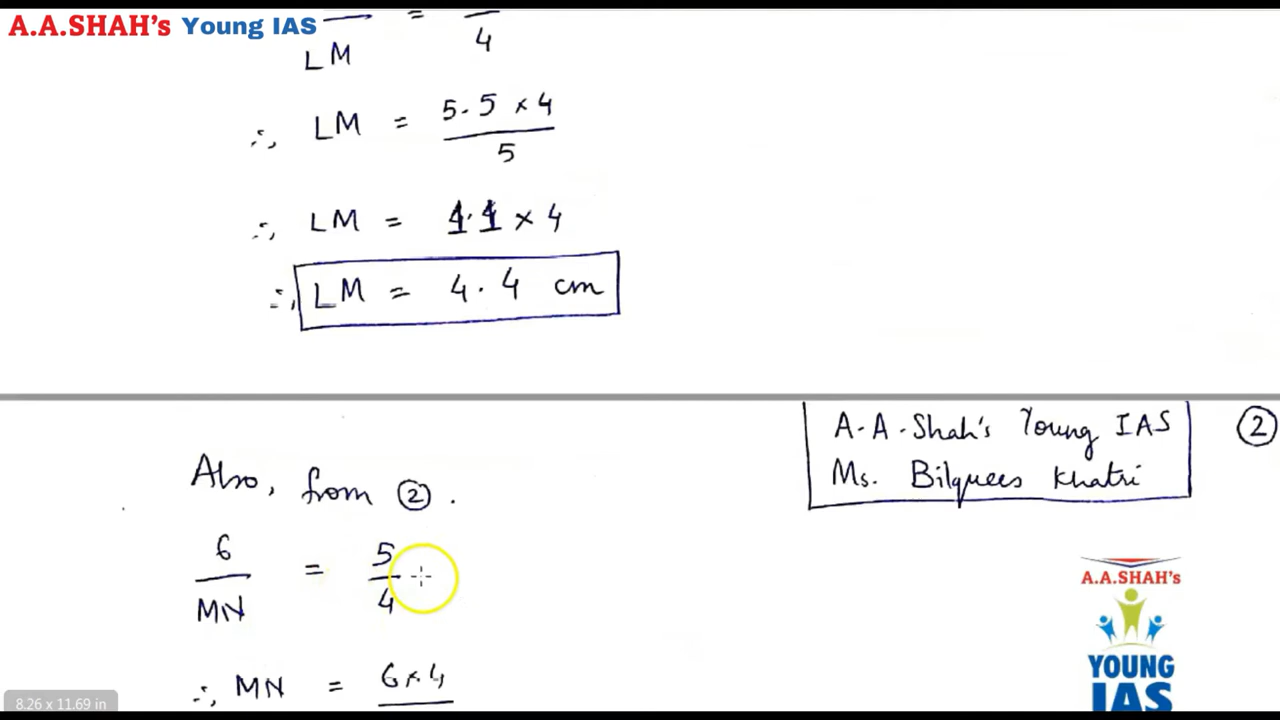 A.A.SHAH's Young IAS
LM = 4
∴ LM = 5.5 × 4
5
∴ LM = 1.1 × 4
∴ LM = 4.4 cm
A.A.Shah's Young IAS
Ms. Bilquees Khatri
②
Also, from ②.
6/MN = 5/4
∴ MN = 6×4
A.A.SHAH's
YOUNG
IAS
8.26 x 11.69 in